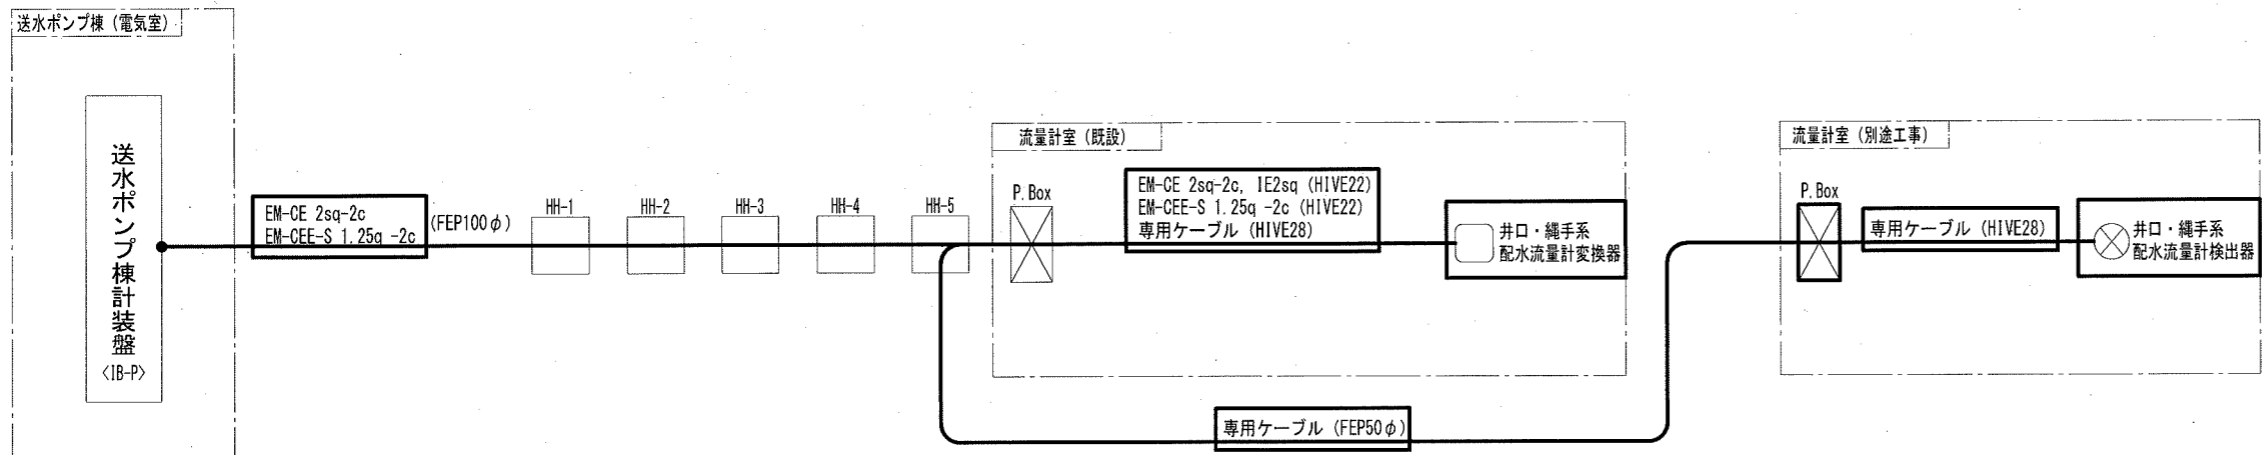 送水ポンプ棟（電気室）
送水ポンプ棟計装盤
〈IB-P〉
EM-CE 2sq-2c
EM-CEE-S 1.25q -2c
(FEP100φ)
HH-1
HH-2
HH-3
HH-4
HH-5
流量計室（既設）
P.Box
EM-CE 2sq-2c, IE2sq (HIVE22)
EM-CEE-S 1.25q -2c (HIVE22)
専用ケーブル (HIVE28)
井口・縄手系
配水流量計変換器
専用ケーブル (FEP50φ)
流量計室（別途工事）
P.Box
専用ケーブル (HIVE28)
井口・縄手系
配水流量計検出器